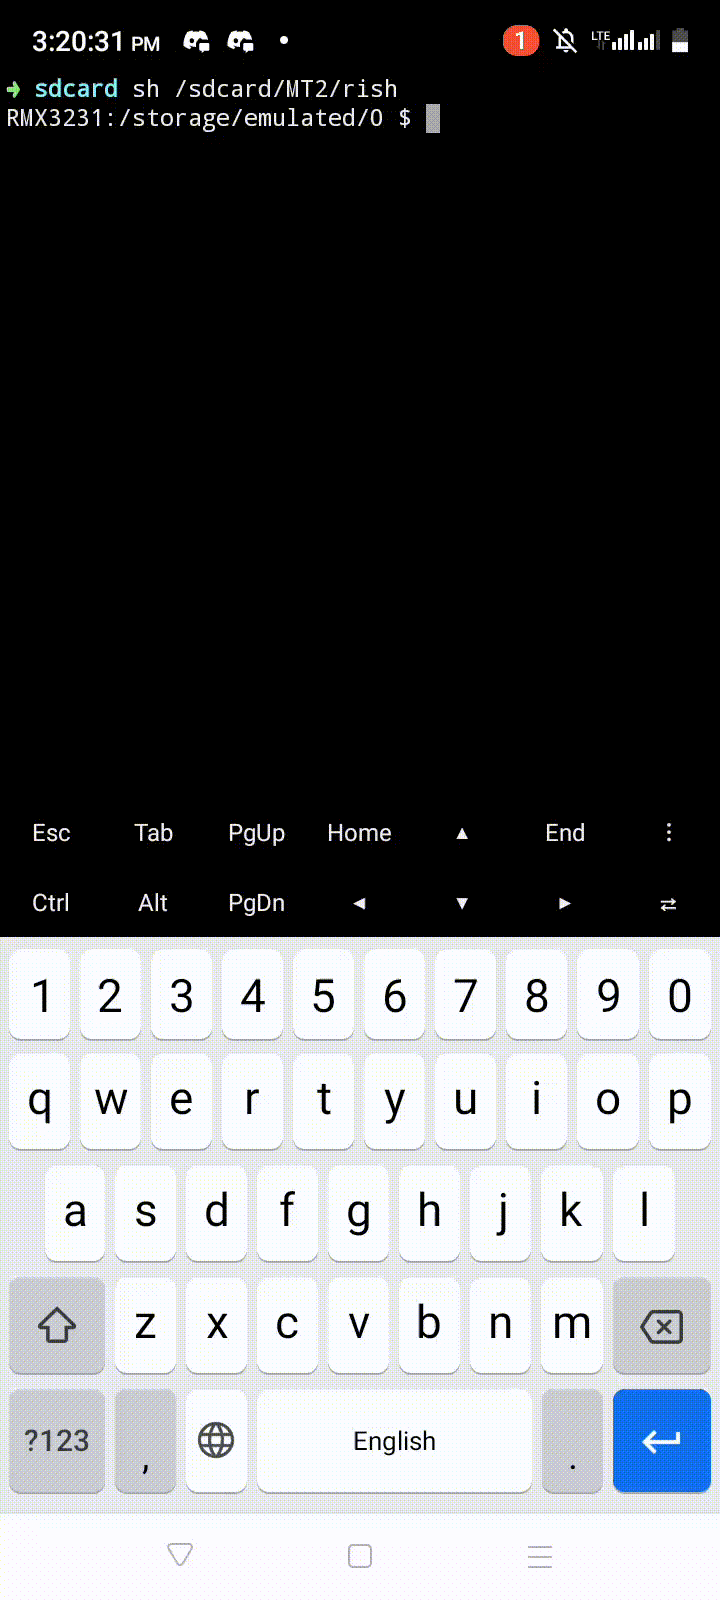 3:20:31 PM 1 LTE
➜ sdcard sh /sdcard/MT2/rish
RMX3231:/storage/emulated/0 $
Esc Tab PgUp Home ▲ End ⋮
Ctrl Alt PgDn ◀ ▼ ▶ ⇄
1 2 3 4 5 6 7 8 9 0
q w e r t y u i o p
a s d f g h j k l
z x c v b n m
?123 , English .